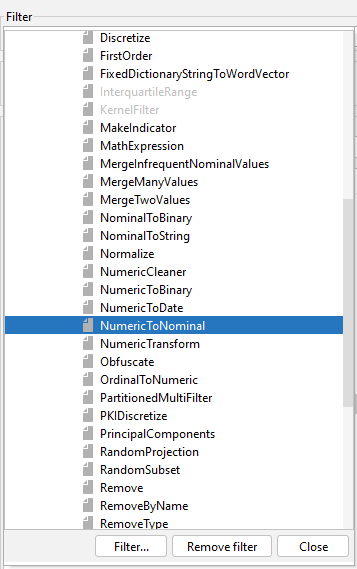 Filter
Discretize
FirstOrder
FixedDictionaryStringToWordVector
InterquartileRange
KernelFilter
MakeIndicator
MathExpression
MergeInfrequentNominalValues
MergeManyValues
MergeTwoValues
NominalToBinary
NominalToString
Normalize
NumericCleaner
NumericToBinary
NumericToDate
NumericToNominal
NumericTransform
Obfuscate
OrdinalToNumeric
PartitionedMultiFilter
PKIDiscretize
PrincipalComponents
RandomProjection
RandomSubset
Remove
RemoveByName
RemoveType
Filter... Remove filter Close